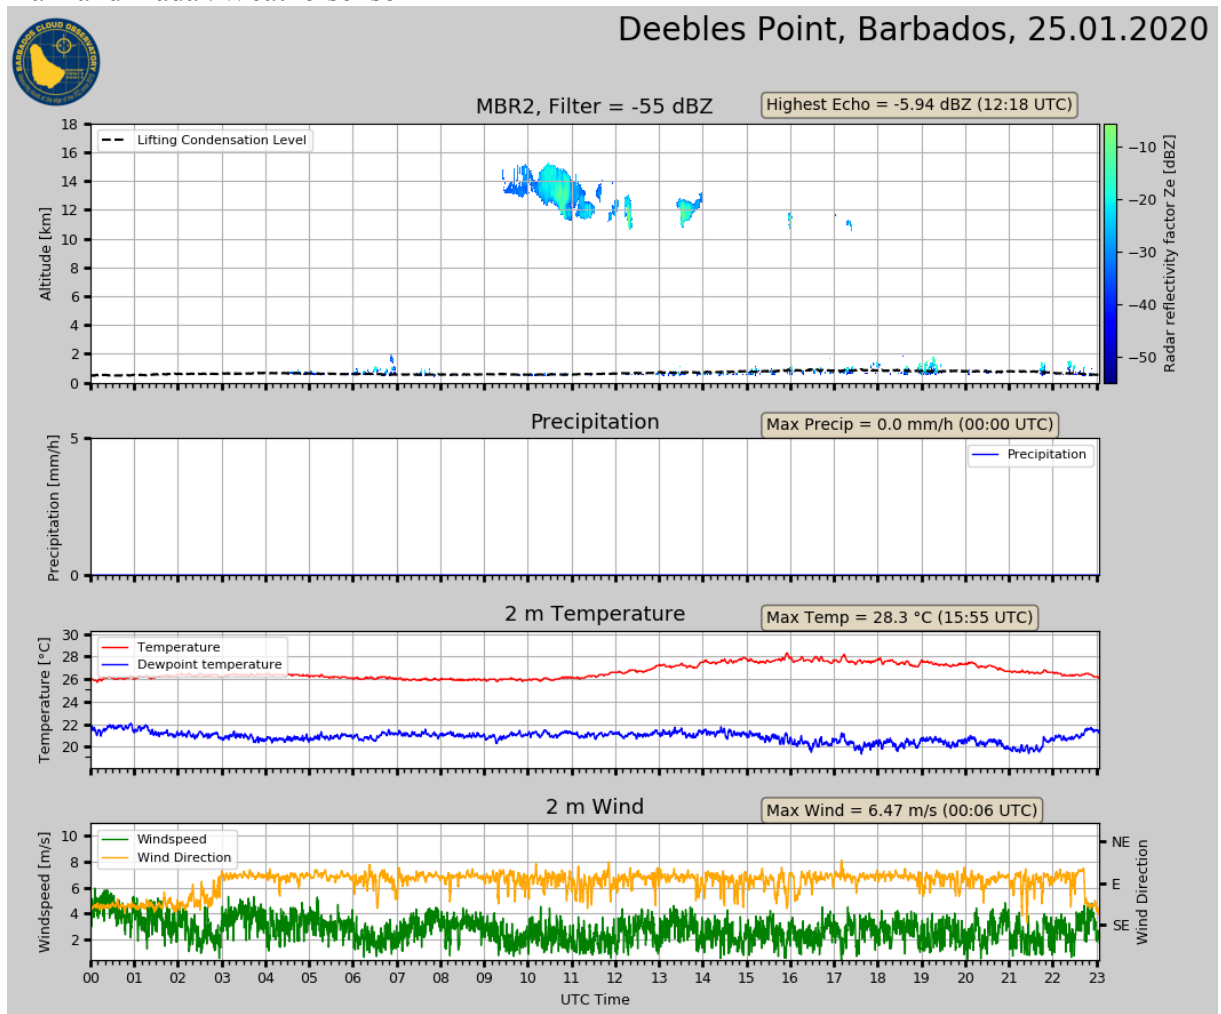 Deebles Point, Barbados, 25.01.2020
BARBADOS CLOUD OBSERVATORY
MBR2, Filter = -55 dBZ
Highest Echo = -5.94 dBZ (12:18 UTC)
Lifting Condensation Level
Altitude [km]
18
16
14
12
10
8
6
4
2
0
−10
−20
−30
−40
−50
Radar reflectivity factor Ze [dBZ]
Precipitation
Max Precip = 0.0 mm/h (00:00 UTC)
Precipitation
Precipitation [mm/h]
5
0
2 m Temperature
Max Temp = 28.3 °C (15:55 UTC)
Temperature
Dewpoint temperature
Temperature [°C]
30
28
26
24
22
20
2 m Wind
Max Wind = 6.47 m/s (00:06 UTC)
Windspeed
Wind Direction
Windspeed [m/s]
10
8
6
4
2
NE
E
SE
Wind Direction
00 01 02 03 04 05 06 07 08 09 10 11 12 13 14 15 16 17 18 19 20 21 22 23
UTC Time